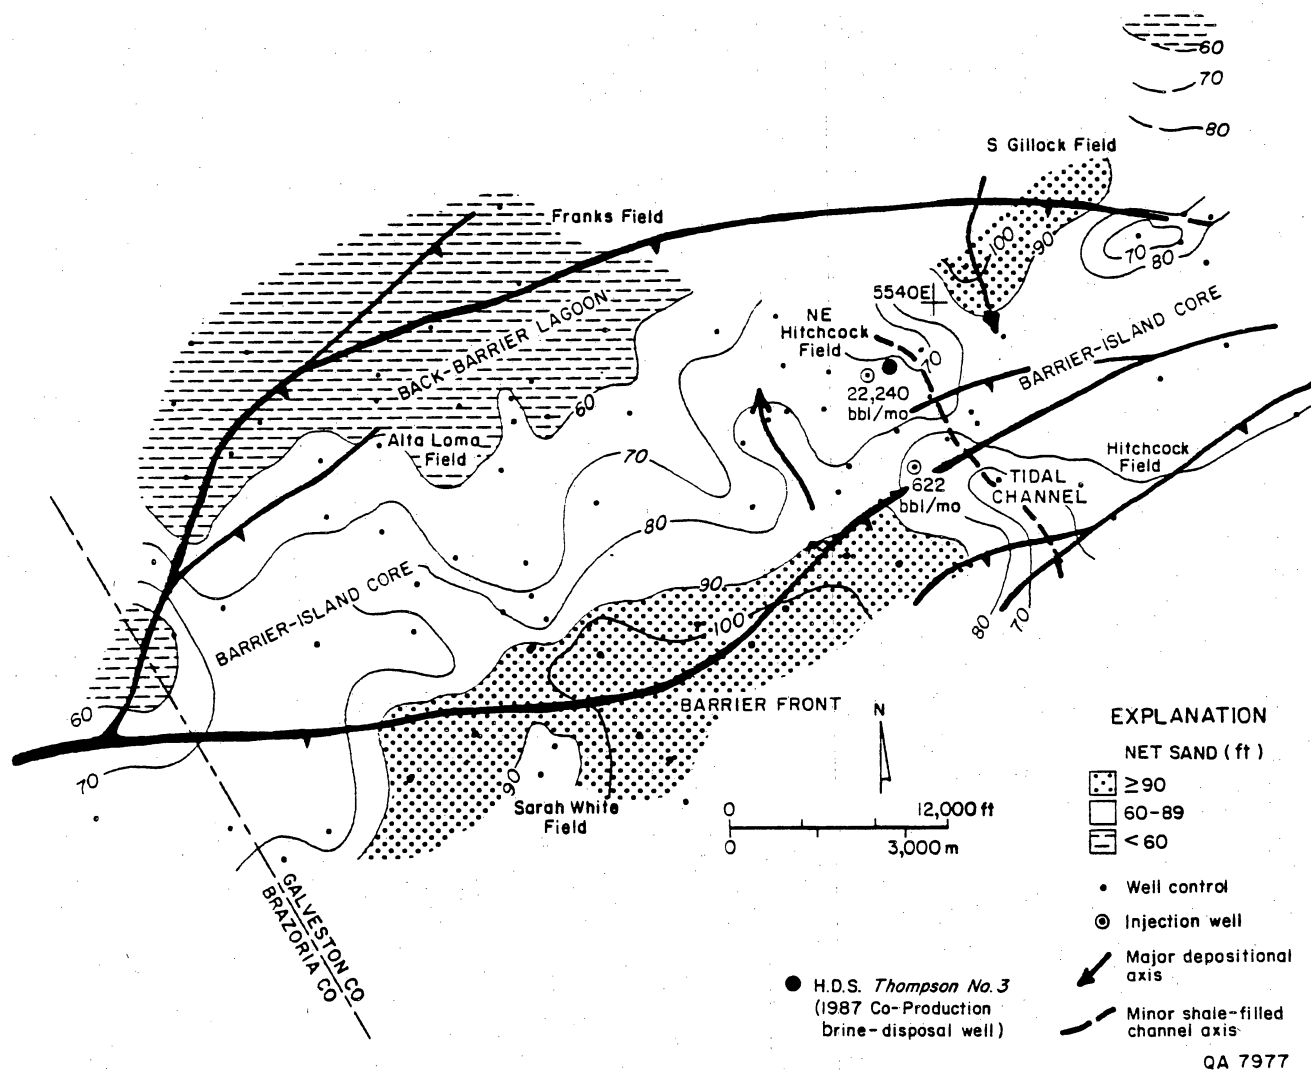 60
70
80
S Gillock Field
Franks Field
100
90
70
80
5540E
BACK-BARRIER LAGOON
NE
Hitchcock
Field
70
BARRIER-ISLAND CORE
22,240
bbl/mo
60
Alta Loma
Field
70
Hitchcock
Field
TIDAL
CHANNEL
622
bbl/mo
80
90
BARRIER-ISLAND CORE
100
80
70
60
BARRIER FRONT
N
70
90
Sarah White
Field
0 12,000 ft
0 3,000 m
GALVESTON CO
BRAZORIA CO
EXPLANATION
NET SAND (ft)
≥90
60-89
<60
Well control
Injection well
Major depositional
axis
H.D.S. Thompson No. 3
(1987 Co-Production
brine-disposal well)
Minor shale-filled
channel axis
QA 7977